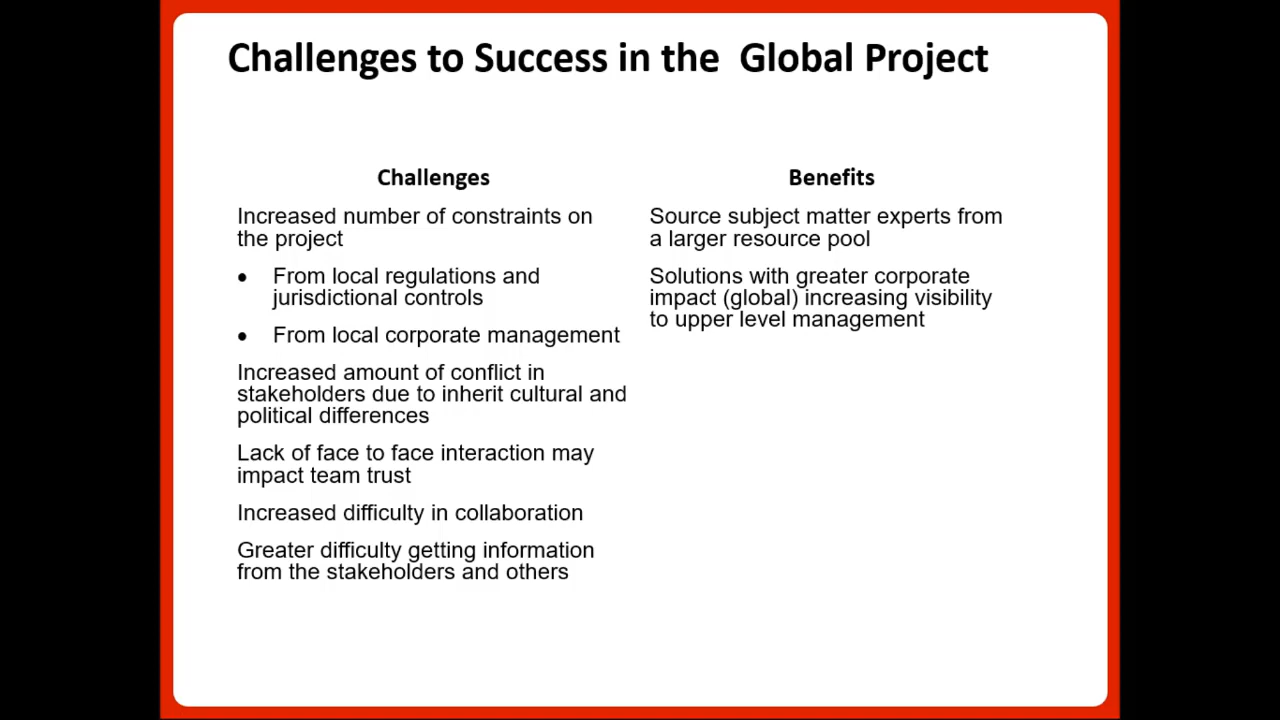 Challenges to Success in the  Global Project
Challenges
Increased number of constraints on
the project
• From local regulations and
jurisdictional controls
• From local corporate management
Increased amount of conflict in
stakeholders due to inherit cultural and
political differences
Lack of face to face interaction may
impact team trust
Increased difficulty in collaboration
Greater difficulty getting information
from the stakeholders and others
Benefits
Source subject matter experts from
a larger resource pool
Solutions with greater corporate
impact (global) increasing visibility
to upper level management